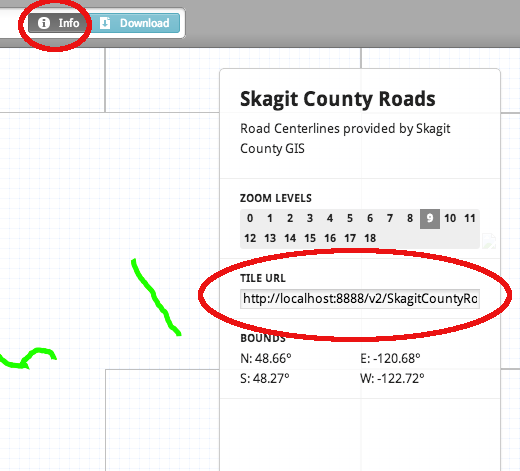 Info Download
Skagit County Roads
Road Centerlines provided by Skagit
County GIS
ZOOM LEVELS
0 1 2 3 4 5 6 7 8 9 10 11
12 13 14 15 16 17 18
TILE URL
http://localhost:8888/v2/SkagitCountyRo
BOUNDS
N: 48.66° E: -120.68°
S: 48.27° W: -122.72°